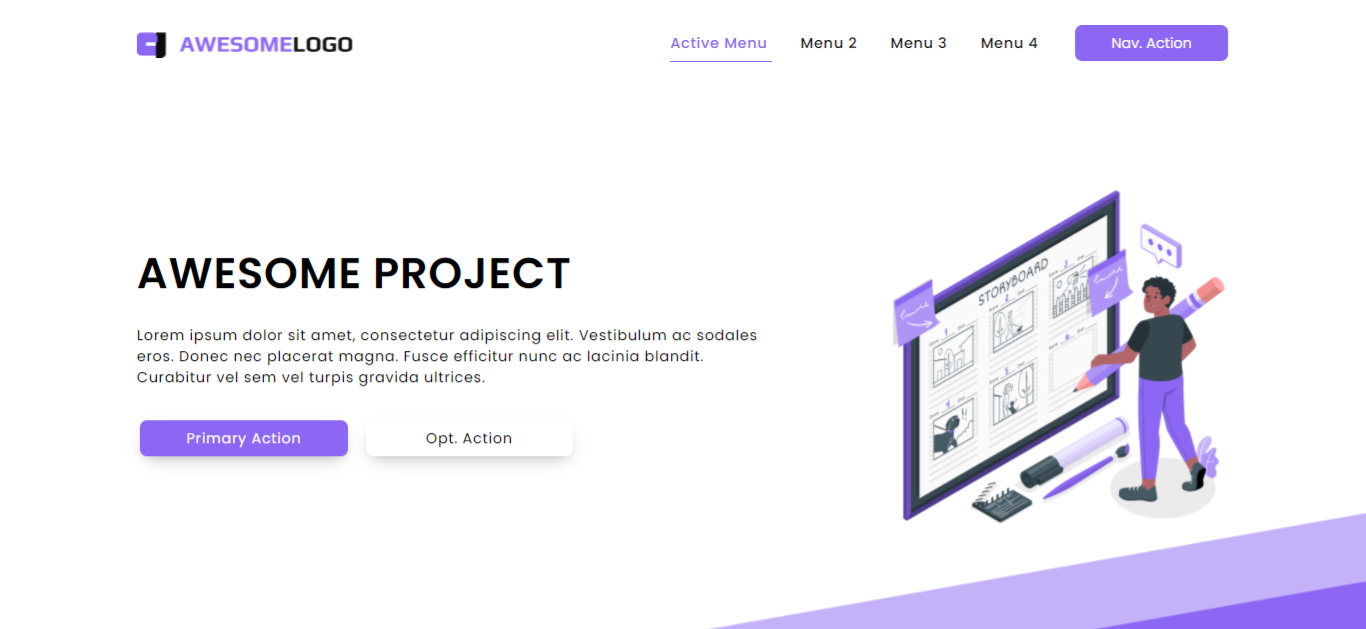 AWESOMELOGO
Active Menu Menu 2 Menu 3 Menu 4 Nav. Action
AWESOME PROJECT
Lorem ipsum dolor sit amet, consectetur adipiscing elit. Vestibulum ac sodales
eros. Donec nec placerat magna. Fusce efficitur nunc ac lacinia blandit.
Curabitur vel sem vel turpis gravida ultrices.
Primary Action Opt. Action
STORYBOARD